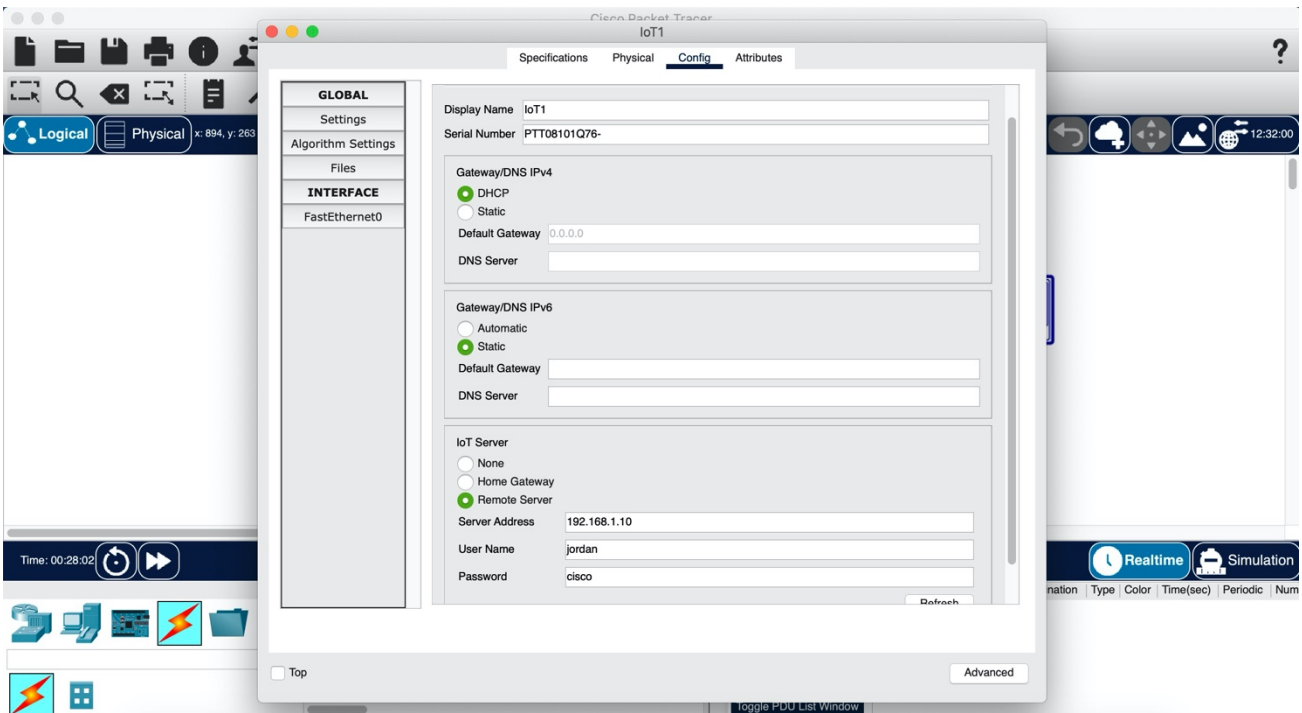 Cisco Packet Tracer
IoT1
Specifications Physical Config Attributes
?
GLOBAL
Settings
Algorithm Settings
Files
INTERFACE
FastEthernet0
Display Name IoT1
Serial Number PTT08101Q76-
Gateway/DNS IPv4
DHCP
Static
Default Gateway 0.0.0.0
DNS Server
Gateway/DNS IPv6
Automatic
Static
Default Gateway
DNS Server
IoT Server
None
Home Gateway
Remote Server
Server Address 192.168.1.10
User Name jordan
Password cisco
Refresh
Top
Advanced
Logical Physical x: 894, y: 263
12:32:00
Time: 00:28:02
Realtime Simulation
nation Type Color Time(sec) Periodic Num
Toggle PDU List Window